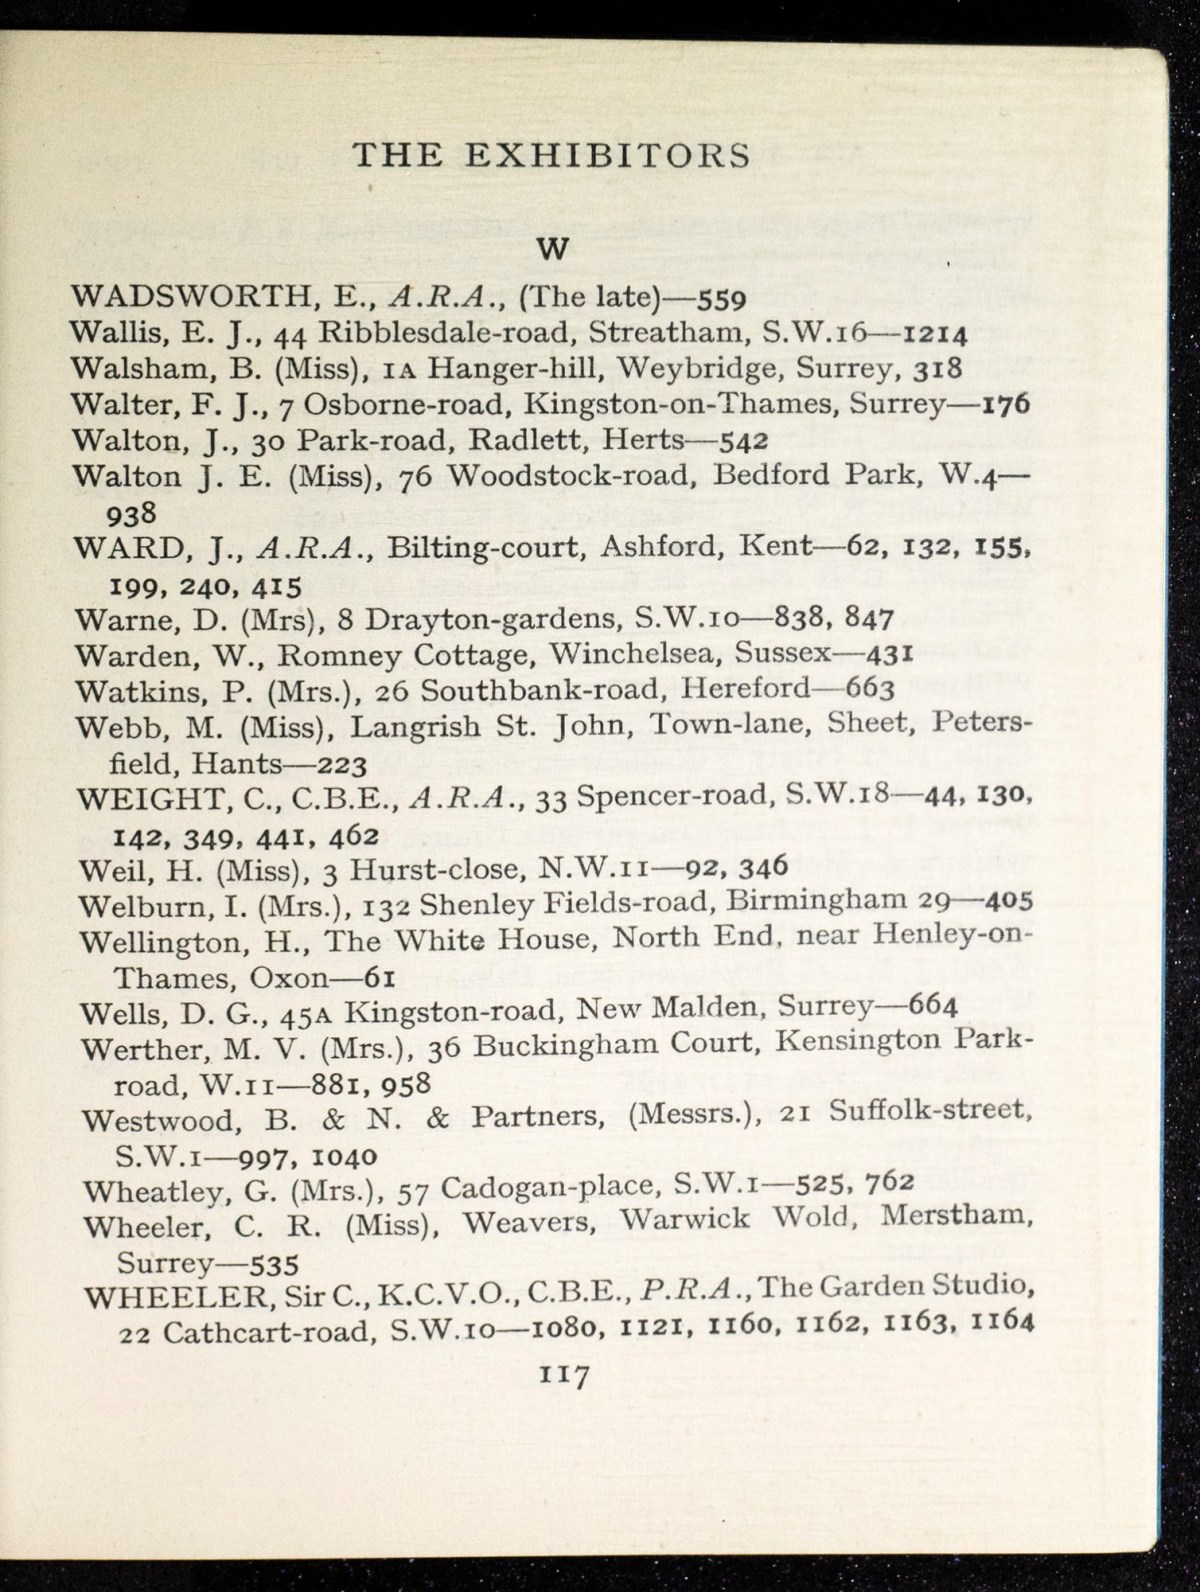 THE EXHIBITORS
W
WADSWORTH, E., A.R.A., (The late)—559
Wallis, E. J., 44 Ribblesdale-road, Streatham, S.W.16—1214
Walsham, B. (Miss), 1A Hanger-hill, Weybridge, Surrey, 318
Walter, F. J., 7 Osborne-road, Kingston-on-Thames, Surrey—176
Walton, J., 30 Park-road, Radlett, Herts—542
Walton J. E. (Miss), 76 Woodstock-road, Bedford Park, W.4—
938
WARD, J., A.R.A., Bilting-court, Ashford, Kent—62, 132, 155,
199, 240, 415
Warne, D. (Mrs), 8 Drayton-gardens, S.W.10—838, 847
Warden, W., Romney Cottage, Winchelsea, Sussex—431
Watkins, P. (Mrs.), 26 Southbank-road, Hereford—663
Webb, M. (Miss), Langrish St. John, Town-lane, Sheet, Peters-
field, Hants—223
WEIGHT, C., C.B.E., A.R.A., 33 Spencer-road, S.W.18—44, 130,
142, 349, 441, 462
Weil, H. (Miss), 3 Hurst-close, N.W.11—92, 346
Welburn, I. (Mrs.), 132 Shenley Fields-road, Birmingham 29—405
Wellington, H., The White House, North End, near Henley-on-
Thames, Oxon—61
Wells, D. G., 45A Kingston-road, New Malden, Surrey—664
Werther, M. V. (Mrs.), 36 Buckingham Court, Kensington Park-
road, W.11—881, 958
Westwood, B. & N. & Partners, (Messrs.), 21 Suffolk-street,
S.W.1—997, 1040
Wheatley, G. (Mrs.), 57 Cadogan-place, S.W.1—525, 762
Wheeler, C. R. (Miss), Weavers, Warwick Wold, Merstham,
Surrey—535
WHEELER, Sir C., K.C.V.O., C.B.E., P.R.A., The Garden Studio,
22 Cathcart-road, S.W.10—1080, 1121, 1160, 1162, 1163, 1164
117